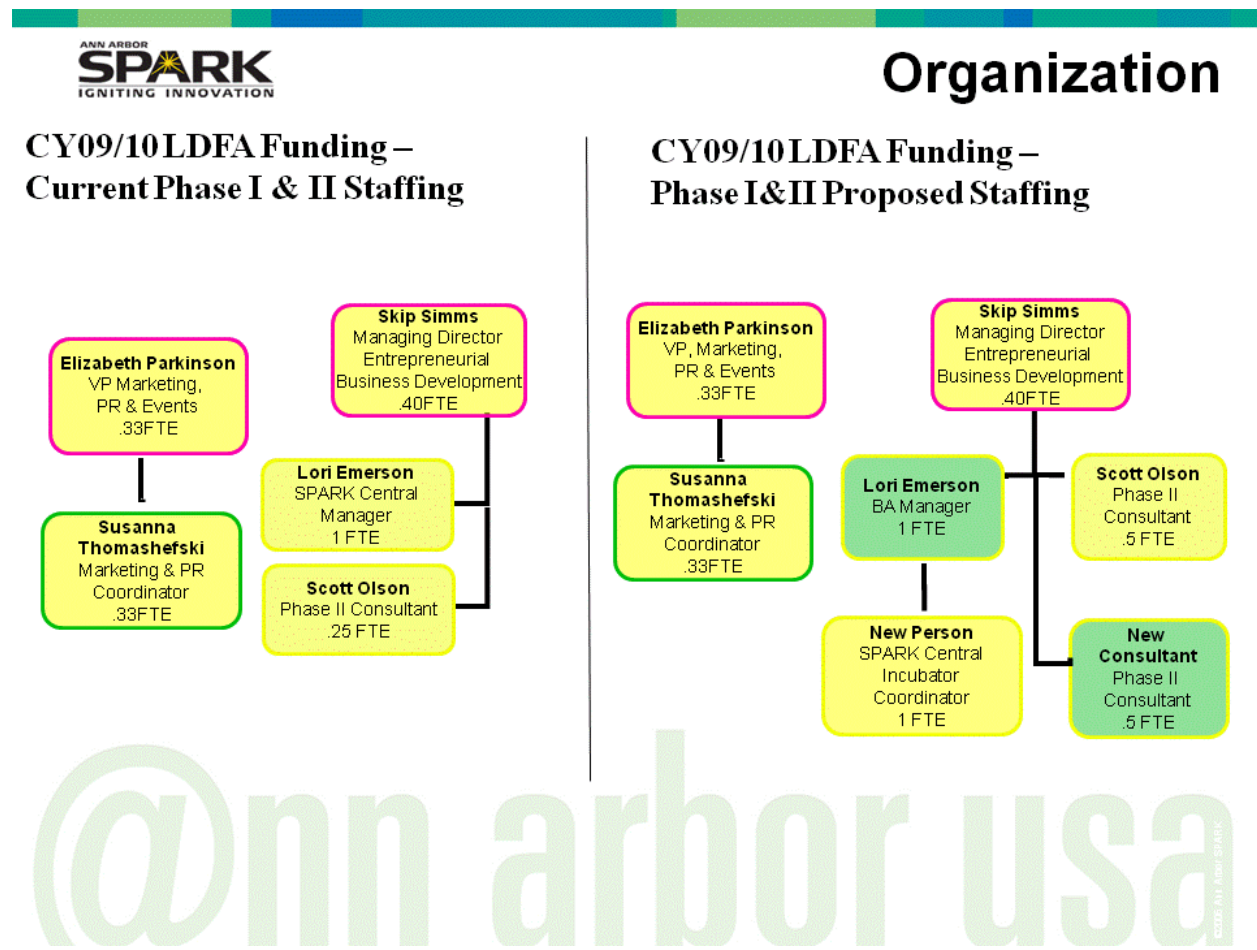 ANN ARBOR
SPARK
IGNITING INNOVATION
Organization
CY09/10 LDFA Funding –
Current Phase I & II Staffing
Elizabeth Parkinson
VP Marketing,
PR & Events
.33FTE
Susanna
Thomashefski
Marketing & PR
Coordinator
.33FTE
Skip Simms
Managing Director
Entrepreneurial
Business Development
.40FTE
Lori Emerson
SPARK Central
Manager
1 FTE
Scott Olson
Phase II Consultant
.25 FTE
CY09/10 LDFA Funding –
Phase I&II Proposed Staffing
Elizabeth Parkinson
VP, Marketing,
PR & Events
.33FTE
Susanna
Thomashefski
Marketing & PR
Coordinator
.33FTE
Skip Simms
Managing Director
Entrepreneurial
Business Development
.40FTE
Lori Emerson
BA Manager
1 FTE
Scott Olson
Phase II
Consultant
.5 FTE
New Person
SPARK Central
Incubator
Coordinator
1 FTE
New
Consultant
Phase II
Consultant
.5 FTE
@nn arbor usa
Ann Arbor SPARK